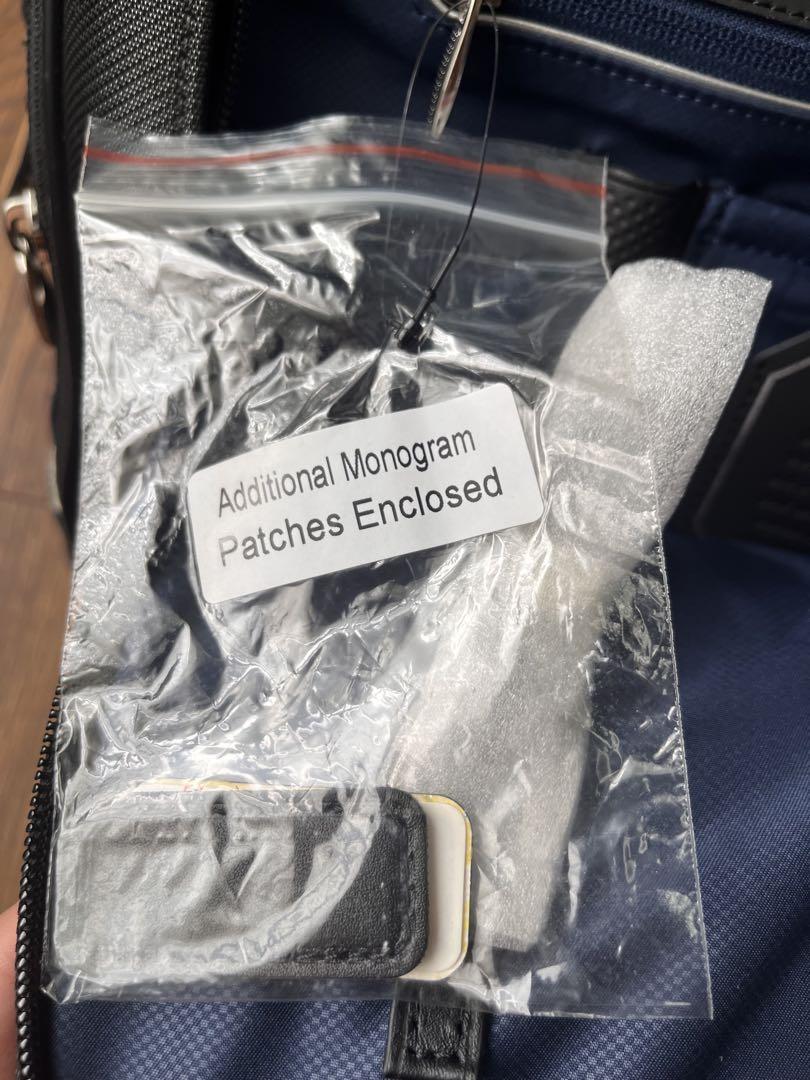 Additional Monogram
Patches Enclosed